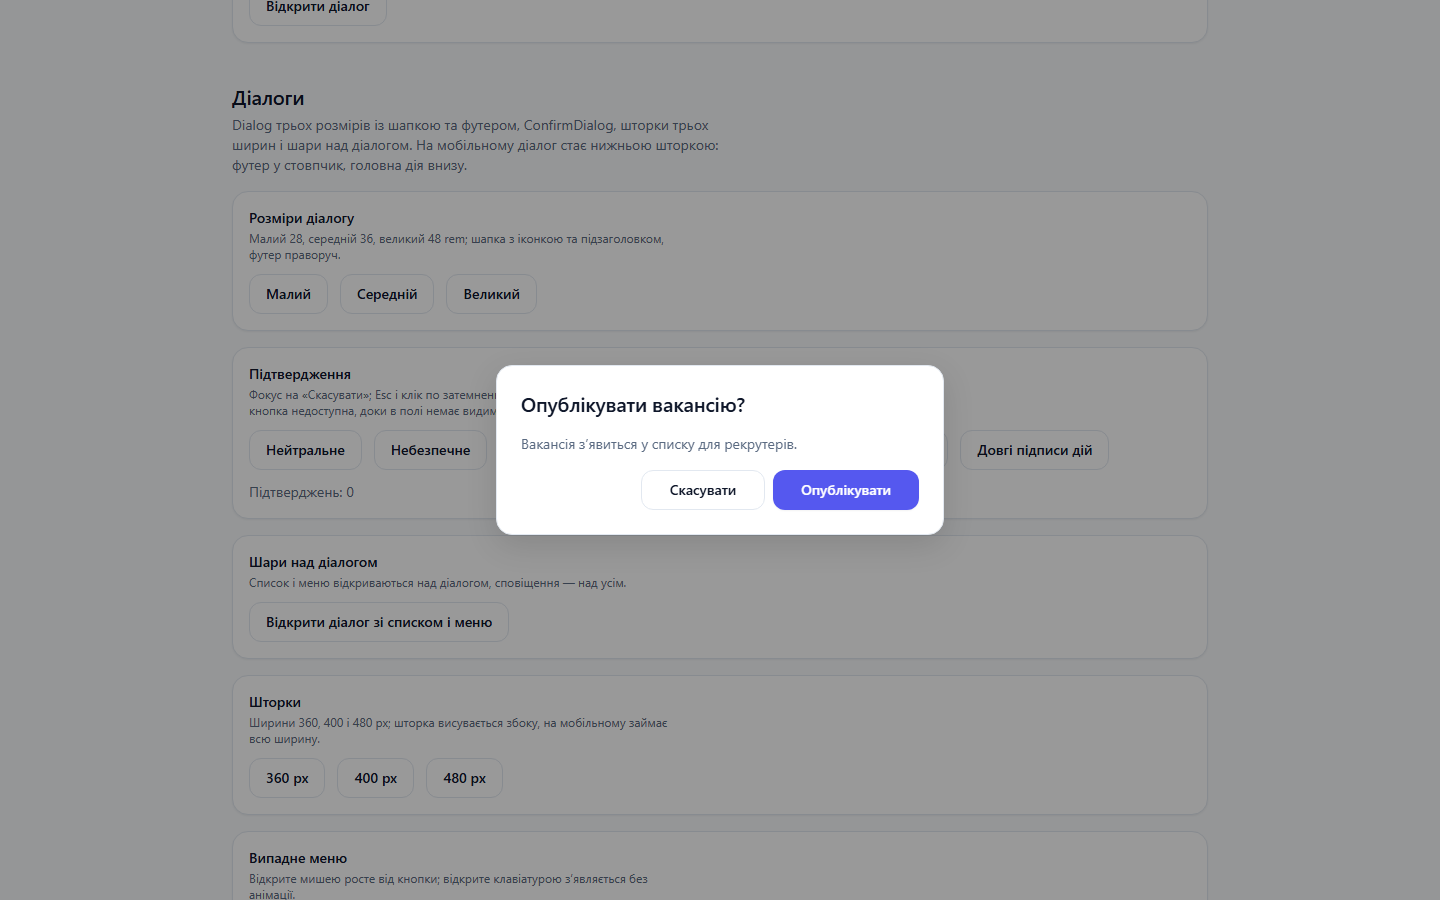 Відкрити діалог
Діалоги
Dialog трьох розмірів із шапкою та футером, ConfirmDialog, шторки трьох
ширин і шари над діалогом. На мобільному діалог стає нижньою шторкою:
футер у стовпчик, головна дія внизу.
Розміри діалогу
Малий 28, середній 36, великий 48 rem; шапка з іконкою та підзаголовком,
футер праворуч.
Малий Середній Великий
Підтвердження
Фокус на «Скасувати»; Esc і клік по
кнопка недоступна, доки в полі немає
Нейтральне Небезпечне Довгі підписи дій
Підтверджень: 0
Опублікувати вакансію?
Вакансія з’явиться у списку для рекрутерів.
Скасувати Опублікувати
Шари над діалогом
Список і меню відкриваються над діалогом, сповіщення — над усім.
Відкрити діалог зі списком і меню
Шторки
Ширини 360, 400 і 480 px; шторка висувається збоку, на мобільному займає
всю ширину.
360 px 400 px 480 px
Випадне меню
Відкрите мишею росте від кнопки; відкрите клавіатурою з’являється без
анімації.